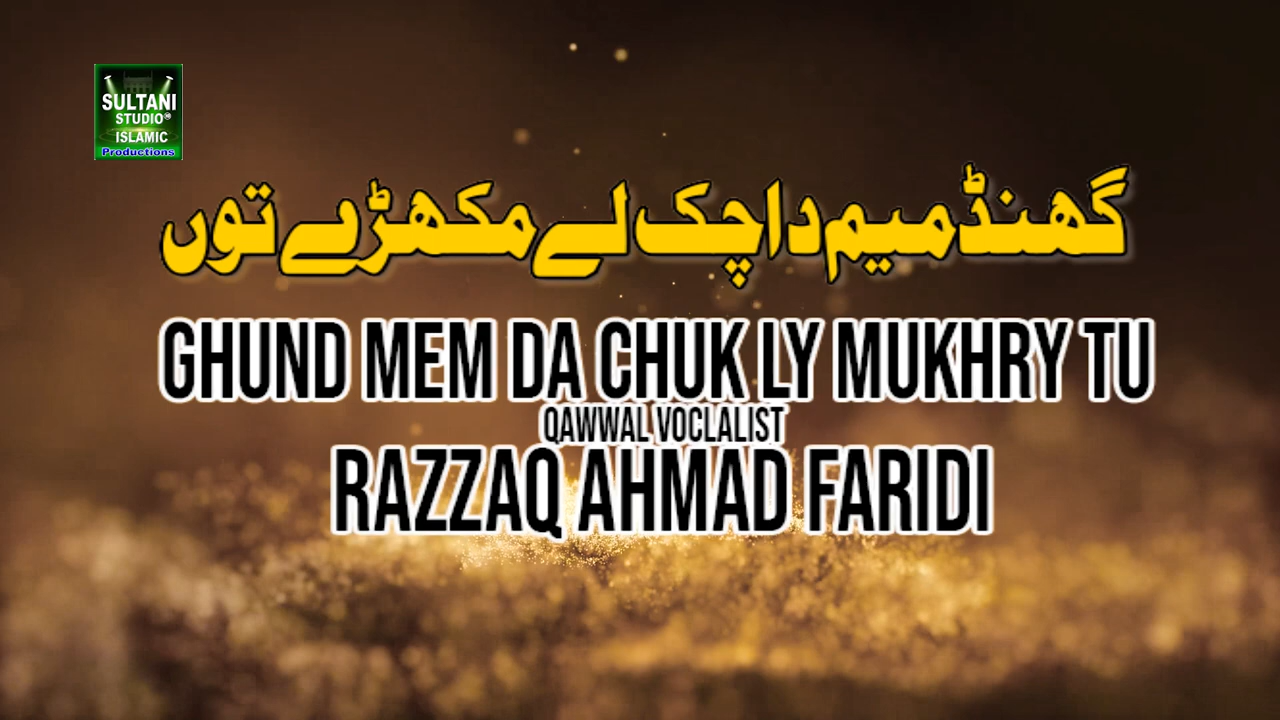 SULTANI
STUDIO®
ISLAMIC
Productions
گھنڈ میم دا چک لے مکھڑے توں
GHUND MEM DA CHUK LY MUKHRY TU
QAWWAL VOCLALIST
RAZZAQ AHMAD FARIDI